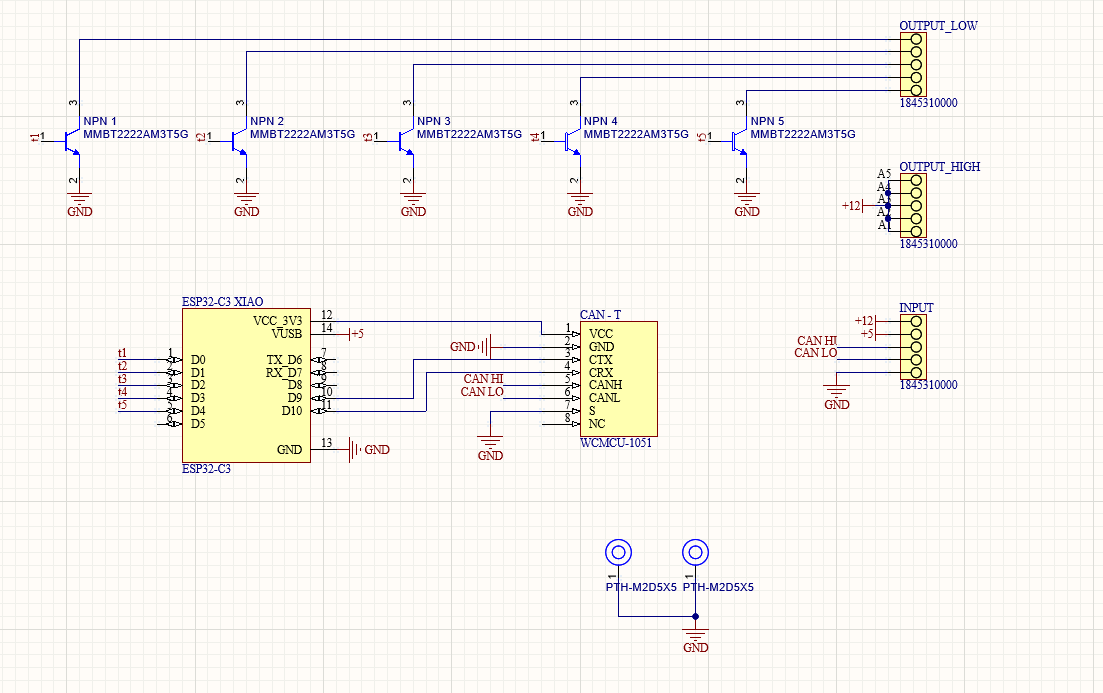 OUTPUT_LOW
1845310000
3 3 3 3 3
NPN 1 NPN 2 NPN 3 NPN 4 NPN 5
MMBT2222AM3T5G MMBT2222AM3T5G MMBT2222AM3T5G MMBT2222AM3T5G MMBT2222AM3T5G
t1 1 t2 1 t3 1 t4 1 t5 1
2 2 2 2 2
GND GND GND GND GND
OUTPUT_HIGH
A5
A4
+12
A1
1845310000
ESP32-C3 XIAO
VCC_3V3 12
VUSB 14 +5
t1 1 D0 TX_D6 7
t2 2 D1 RX_D7 8
t3 3 D2 D8 9
t4 4 D3 D9 10
t5 5 D4 D10 11
6 D5
GND 13 GND
ESP32-C3
CAN - T
1 VCC
GND 2 GND
3 CTX
4 CRX
CAN HI 5 CANH
CAN LO 6 CANL
7 S
8 NC
GND
WCMCU-1051
INPUT
+12
+5
CAN HI
CAN LO
GND
1845310000
1 1
PTH-M2D5X5 PTH-M2D5X5
GND